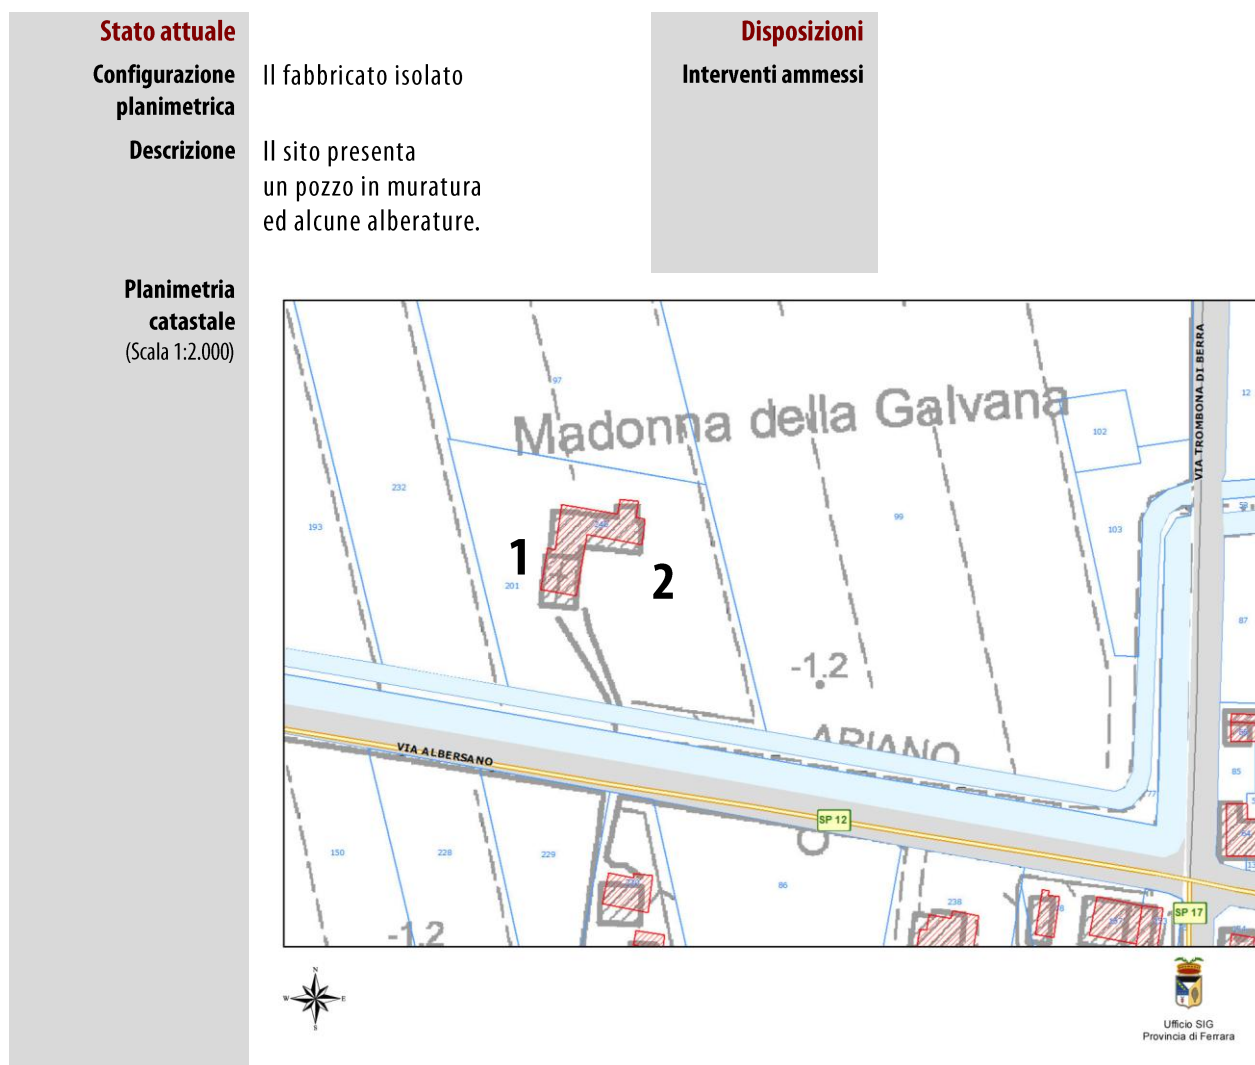 Stato attuale
Configurazione
planimetrica
Il fabbricato isolato
Descrizione
Il sito presenta
un pozzo in muratura
ed alcune alberature.
Disposizioni
Interventi ammessi
Planimetria
catastale
(Scala 1:2.000)
97
Madonna della Galvana
VIA TROMBONA DI BERRA
12
102
232
193
99
103
1
2
201
87
-1.2
ARIANO
VIA ALBERSANO
85
77
SP 12
150
228
229
86
238
SP 17
-1.2
N
W
E
S
Ufficio SIG
Provincia di Ferrara